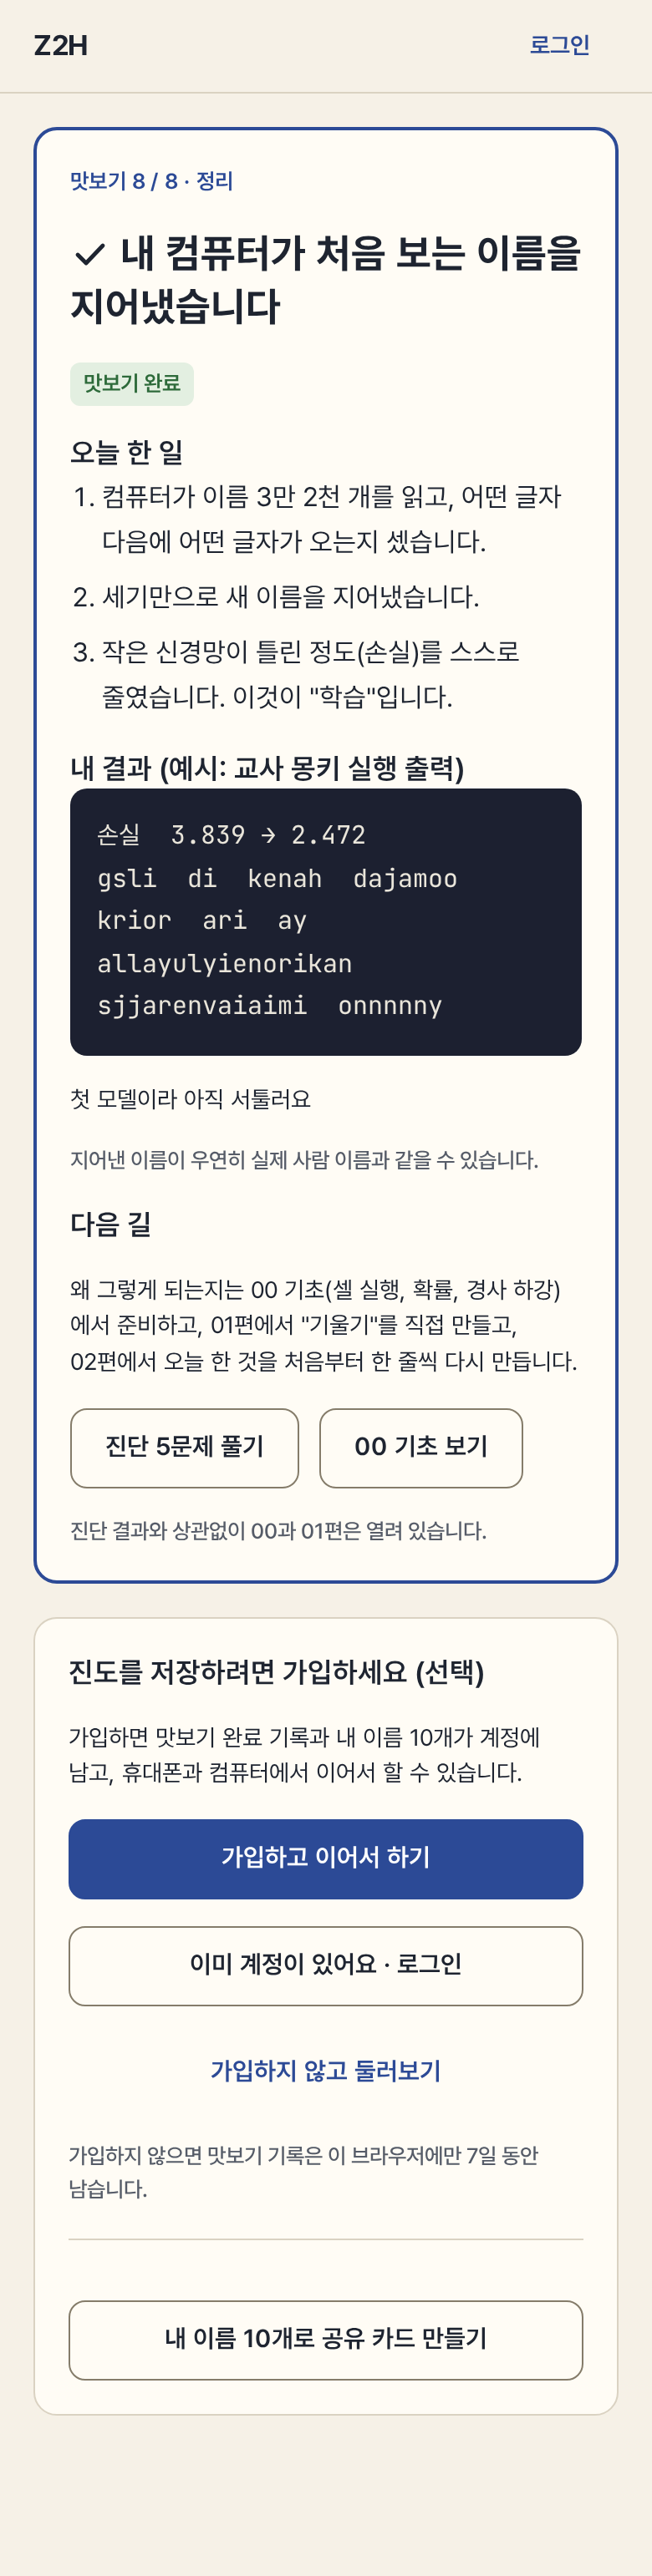 Z2H
로그인
맛보기 8 / 8 · 정리
✓ 내 컴퓨터가 처음 보는 이름을
지어냈습니다
맛보기 완료
오늘 한 일
1. 컴퓨터가 이름 3만 2천 개를 읽고, 어떤 글자
다음에 어떤 글자가 오는지 셌습니다.
2. 세기만으로 새 이름을 지어냈습니다.
3. 작은 신경망이 틀린 정도(손실)를 스스로
줄였습니다. 이것이 "학습"입니다.
내 결과 (예시: 교사 몽키 실행 출력)
손실 3.839 → 2.472
gsli di kenah dajamoo
krior ari ay
allayulyienorikan
sjjarenvaiaimi onnnnny
첫 모델이라 아직 서툴러요
지어낸 이름이 우연히 실제 사람 이름과 같을 수 있습니다.
다음 길
왜 그렇게 되는지는 00 기초(셀 실행, 확률, 경사 하강)
에서 준비하고, 01편에서 "기울기"를 직접 만들고,
02편에서 오늘 한 것을 처음부터 한 줄씩 다시 만듭니다.
진단 5문제 풀기
00 기초 보기
진단 결과와 상관없이 00과 01편은 열려 있습니다.
진도를 저장하려면 가입하세요 (선택)
가입하면 맛보기 완료 기록과 내 이름 10개가 계정에
남고, 휴대폰과 컴퓨터에서 이어서 할 수 있습니다.
가입하고 이어서 하기
이미 계정이 있어요 · 로그인
가입하지 않고 둘러보기
가입하지 않으면 맛보기 기록은 이 브라우저에만 7일 동안
남습니다.
내 이름 10개로 공유 카드 만들기